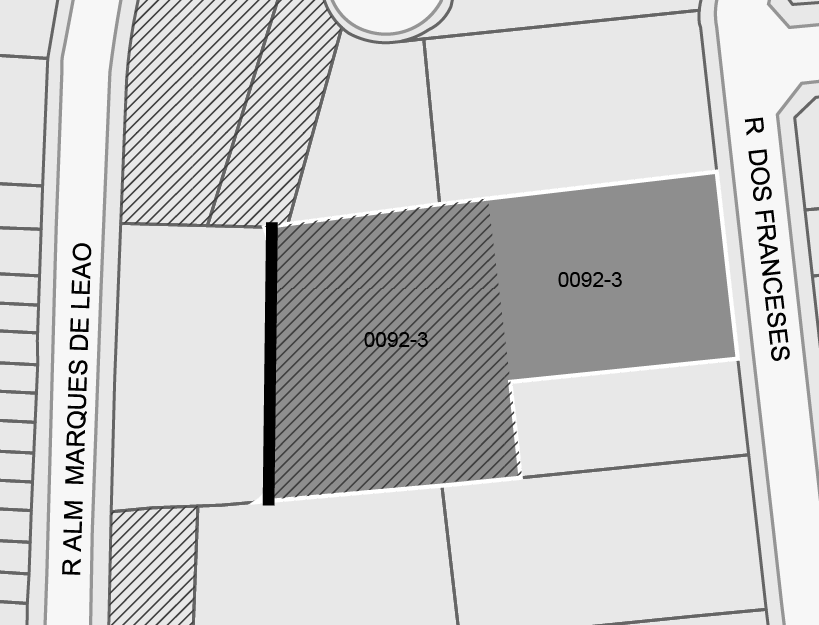 R ALM MARQUES DE LEAO
0092-3
0092-3
R DOS FRANCESES